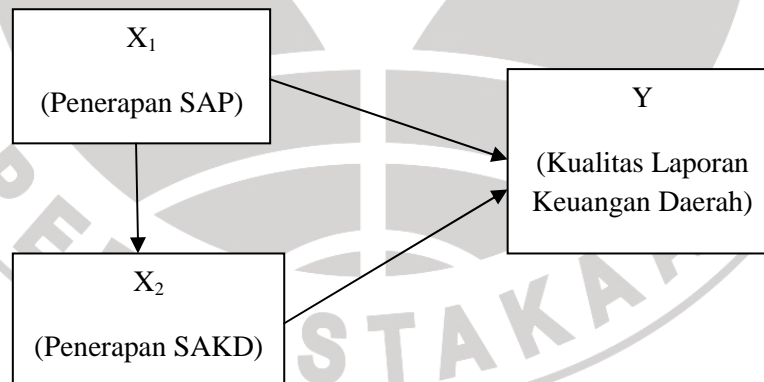 X₁
(Penerapan SAP)
Y
(Kualitas Laporan
Keuangan Daerah)
X₂
(Penerapan SAKD)